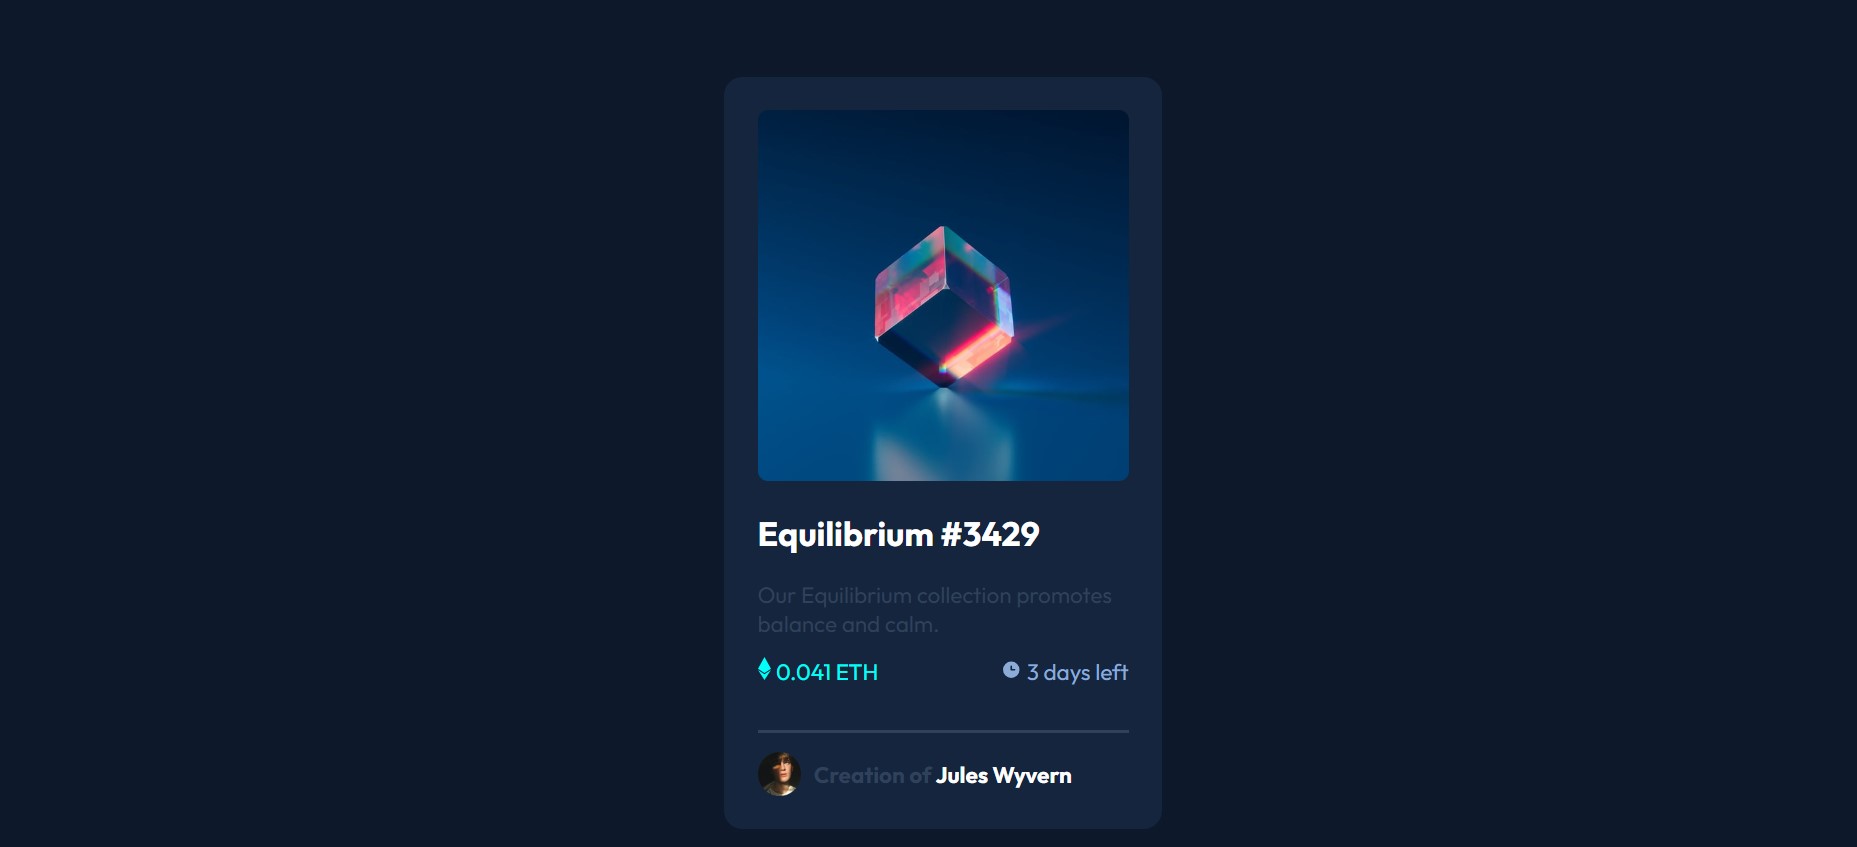 Equilibrium #3429
Our Equilibrium collection promotes
balance and calm.
0.041 ETH
3 days left
Creation of Jules Wyvern